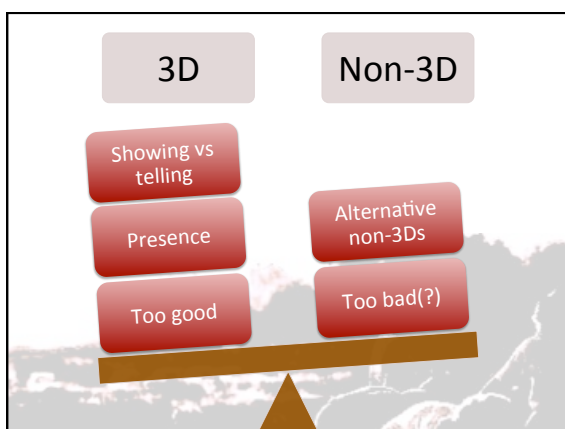 3D
Non-3D
Showing vs
telling
Presence
Too good
Alternative
non-3Ds
Too bad(?)